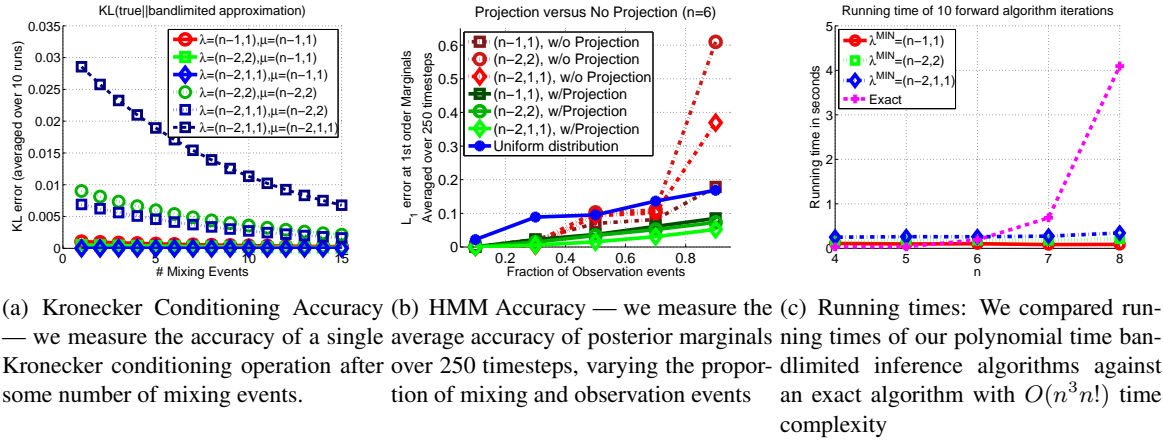 KL(true||bandlimited approximation)
KL error (averaged over 10 runs)
0.035
0.03
0.025
0.02
0.015
0.01
0.005
0
λ=(n−1,1),μ=(n−1,1)
λ=(n−2,2),μ=(n−1,1)
λ=(n−2,1,1),μ=(n−1,1)
λ=(n−2,2),μ=(n−2,2)
λ=(n−2,1,1),μ=(n−2,2)
λ=(n−2,1,1),μ=(n−2,1,1)
0 5 10 15
# Mixing Events
Projection versus No Projection (n=6)
L1 error at 1st order Marginals
Averaged over 250 timesteps
0.6
0.5
0.4
0.3
0.2
0.1
0
(n−1,1), w/o Projection
(n−2,2), w/o Projection
(n−2,1,1), w/o Projection
(n−1,1), w/Projection
(n−2,2), w/Projection
(n−2,1,1), w/Projection
Uniform distribution
0.2 0.4 0.6 0.8
Fraction of Observation events
Running time of 10 forward algorithm iterations
Running time in seconds
5
4
3
2
1
0
λMIN=(n−1,1)
λMIN=(n−2,2)
λMIN=(n−2,1,1)
Exact
4 5 6 7 8
n
(a) Kronecker Conditioning Accuracy
— we measure the accuracy of a single
Kronecker conditioning operation after
some number of mixing events.
(b) HMM Accuracy — we measure the
average accuracy of posterior marginals
over 250 timesteps, varying the propor-
tion of mixing and observation events
(c) Running times: We compared run-
ning times of our polynomial time ban-
dlimited inference algorithms against
an exact algorithm with O(n³n!) time
complexity